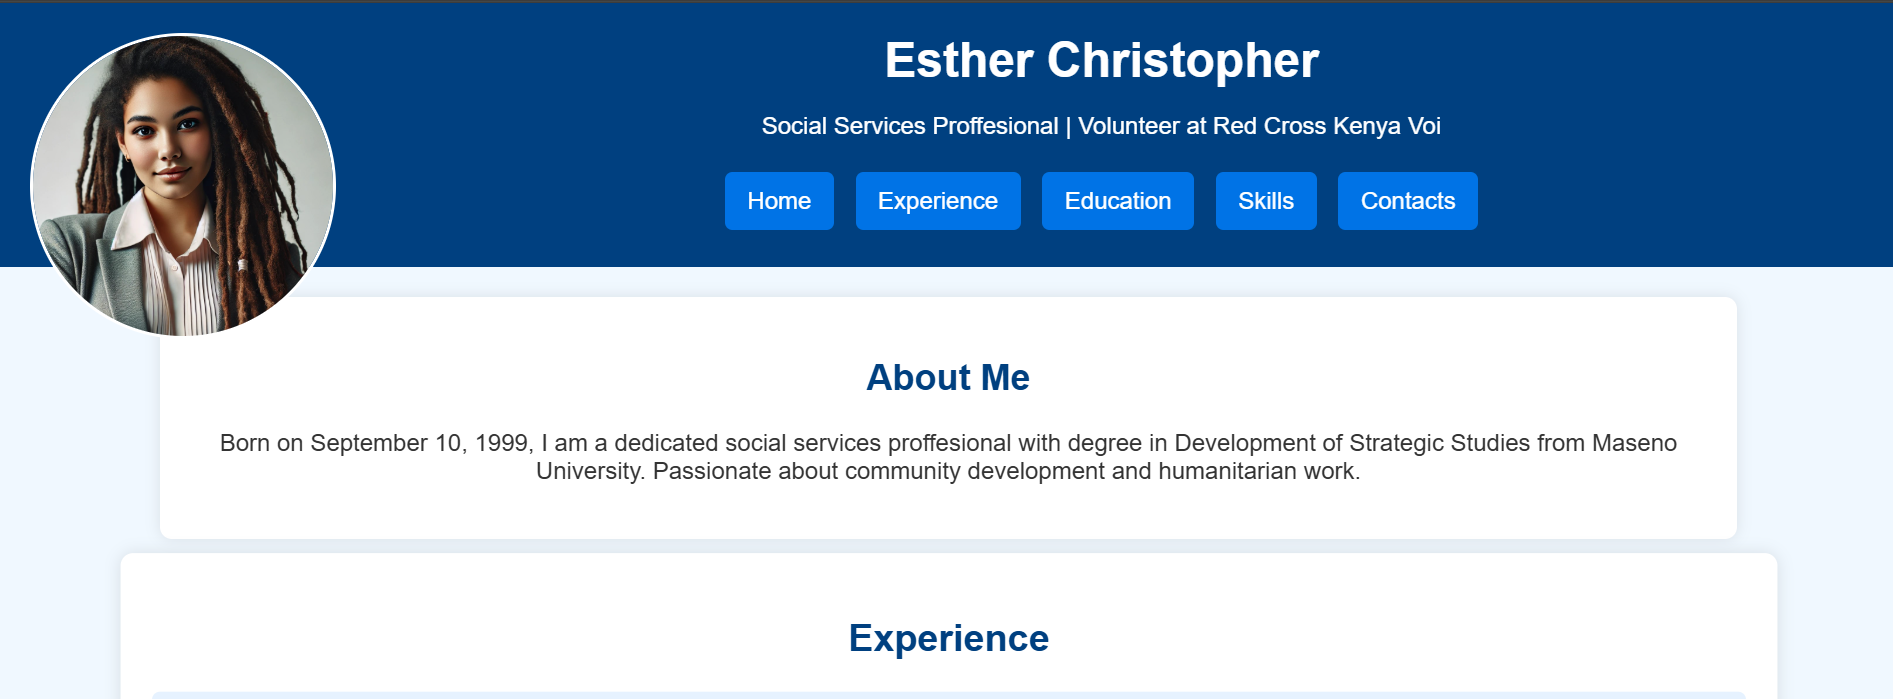 Esther Christopher
Social Services Proffesional | Volunteer at Red Cross Kenya Voi
Home Experience Education Skills Contacts
About Me
Born on September 10, 1999, I am a dedicated social services proffesional with degree in Development of Strategic Studies from Maseno
University. Passionate about community development and humanitarian work.
Experience